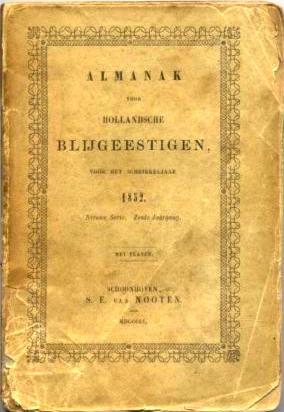 ALMANAK
VOOR
HOLLANDSCHE
BLIJGEESTIGEN,
VOOR HET SCHRIKKELJAAR
1852.
Nieuwe Serie. Zesde Jaargang.
MET PLATEN.
SCHOONHOVEN,
S. E. VAN NOOTEN.
MDCCCLI.